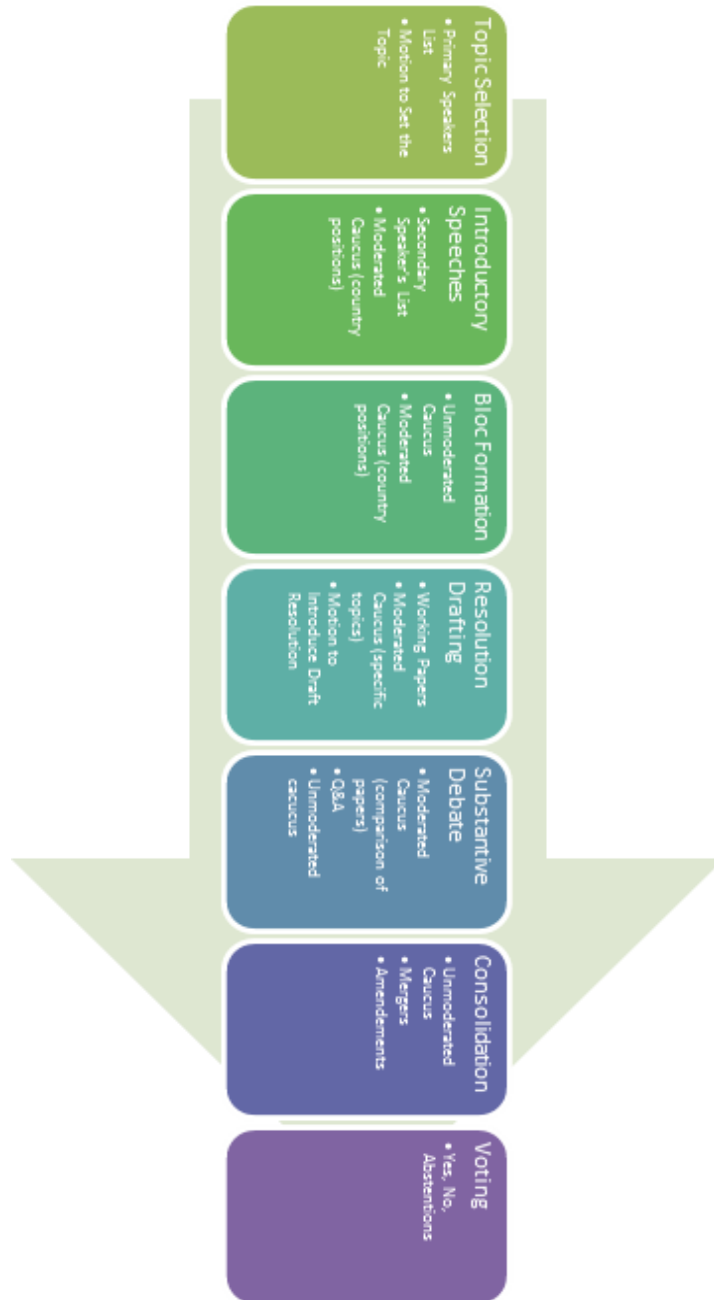 Topic Selection
• Primary Speakers
List
• Motion to Set the
Topic
Introductory
Speeches
• Secondary
Speaker's List
• Moderated
Caucus (country
positions)
Bloc Formation
• Unmoderated
Caucus
• Moderated
Caucus (country
positions)
Resolution
Drafting
• Working Papers
• Moderated
Caucus (specific
topics)
• Motion to
Introduce Draft
Resolution
Substantive
Debate
• Moderated
Caucus
(comparison of
papers)
• Q&A
• Unmoderated
cacucus
Consolidation
• Unmoderated
Caucus
• Mergers
• Amendements
Voting
• Yes, No,
Abstentions